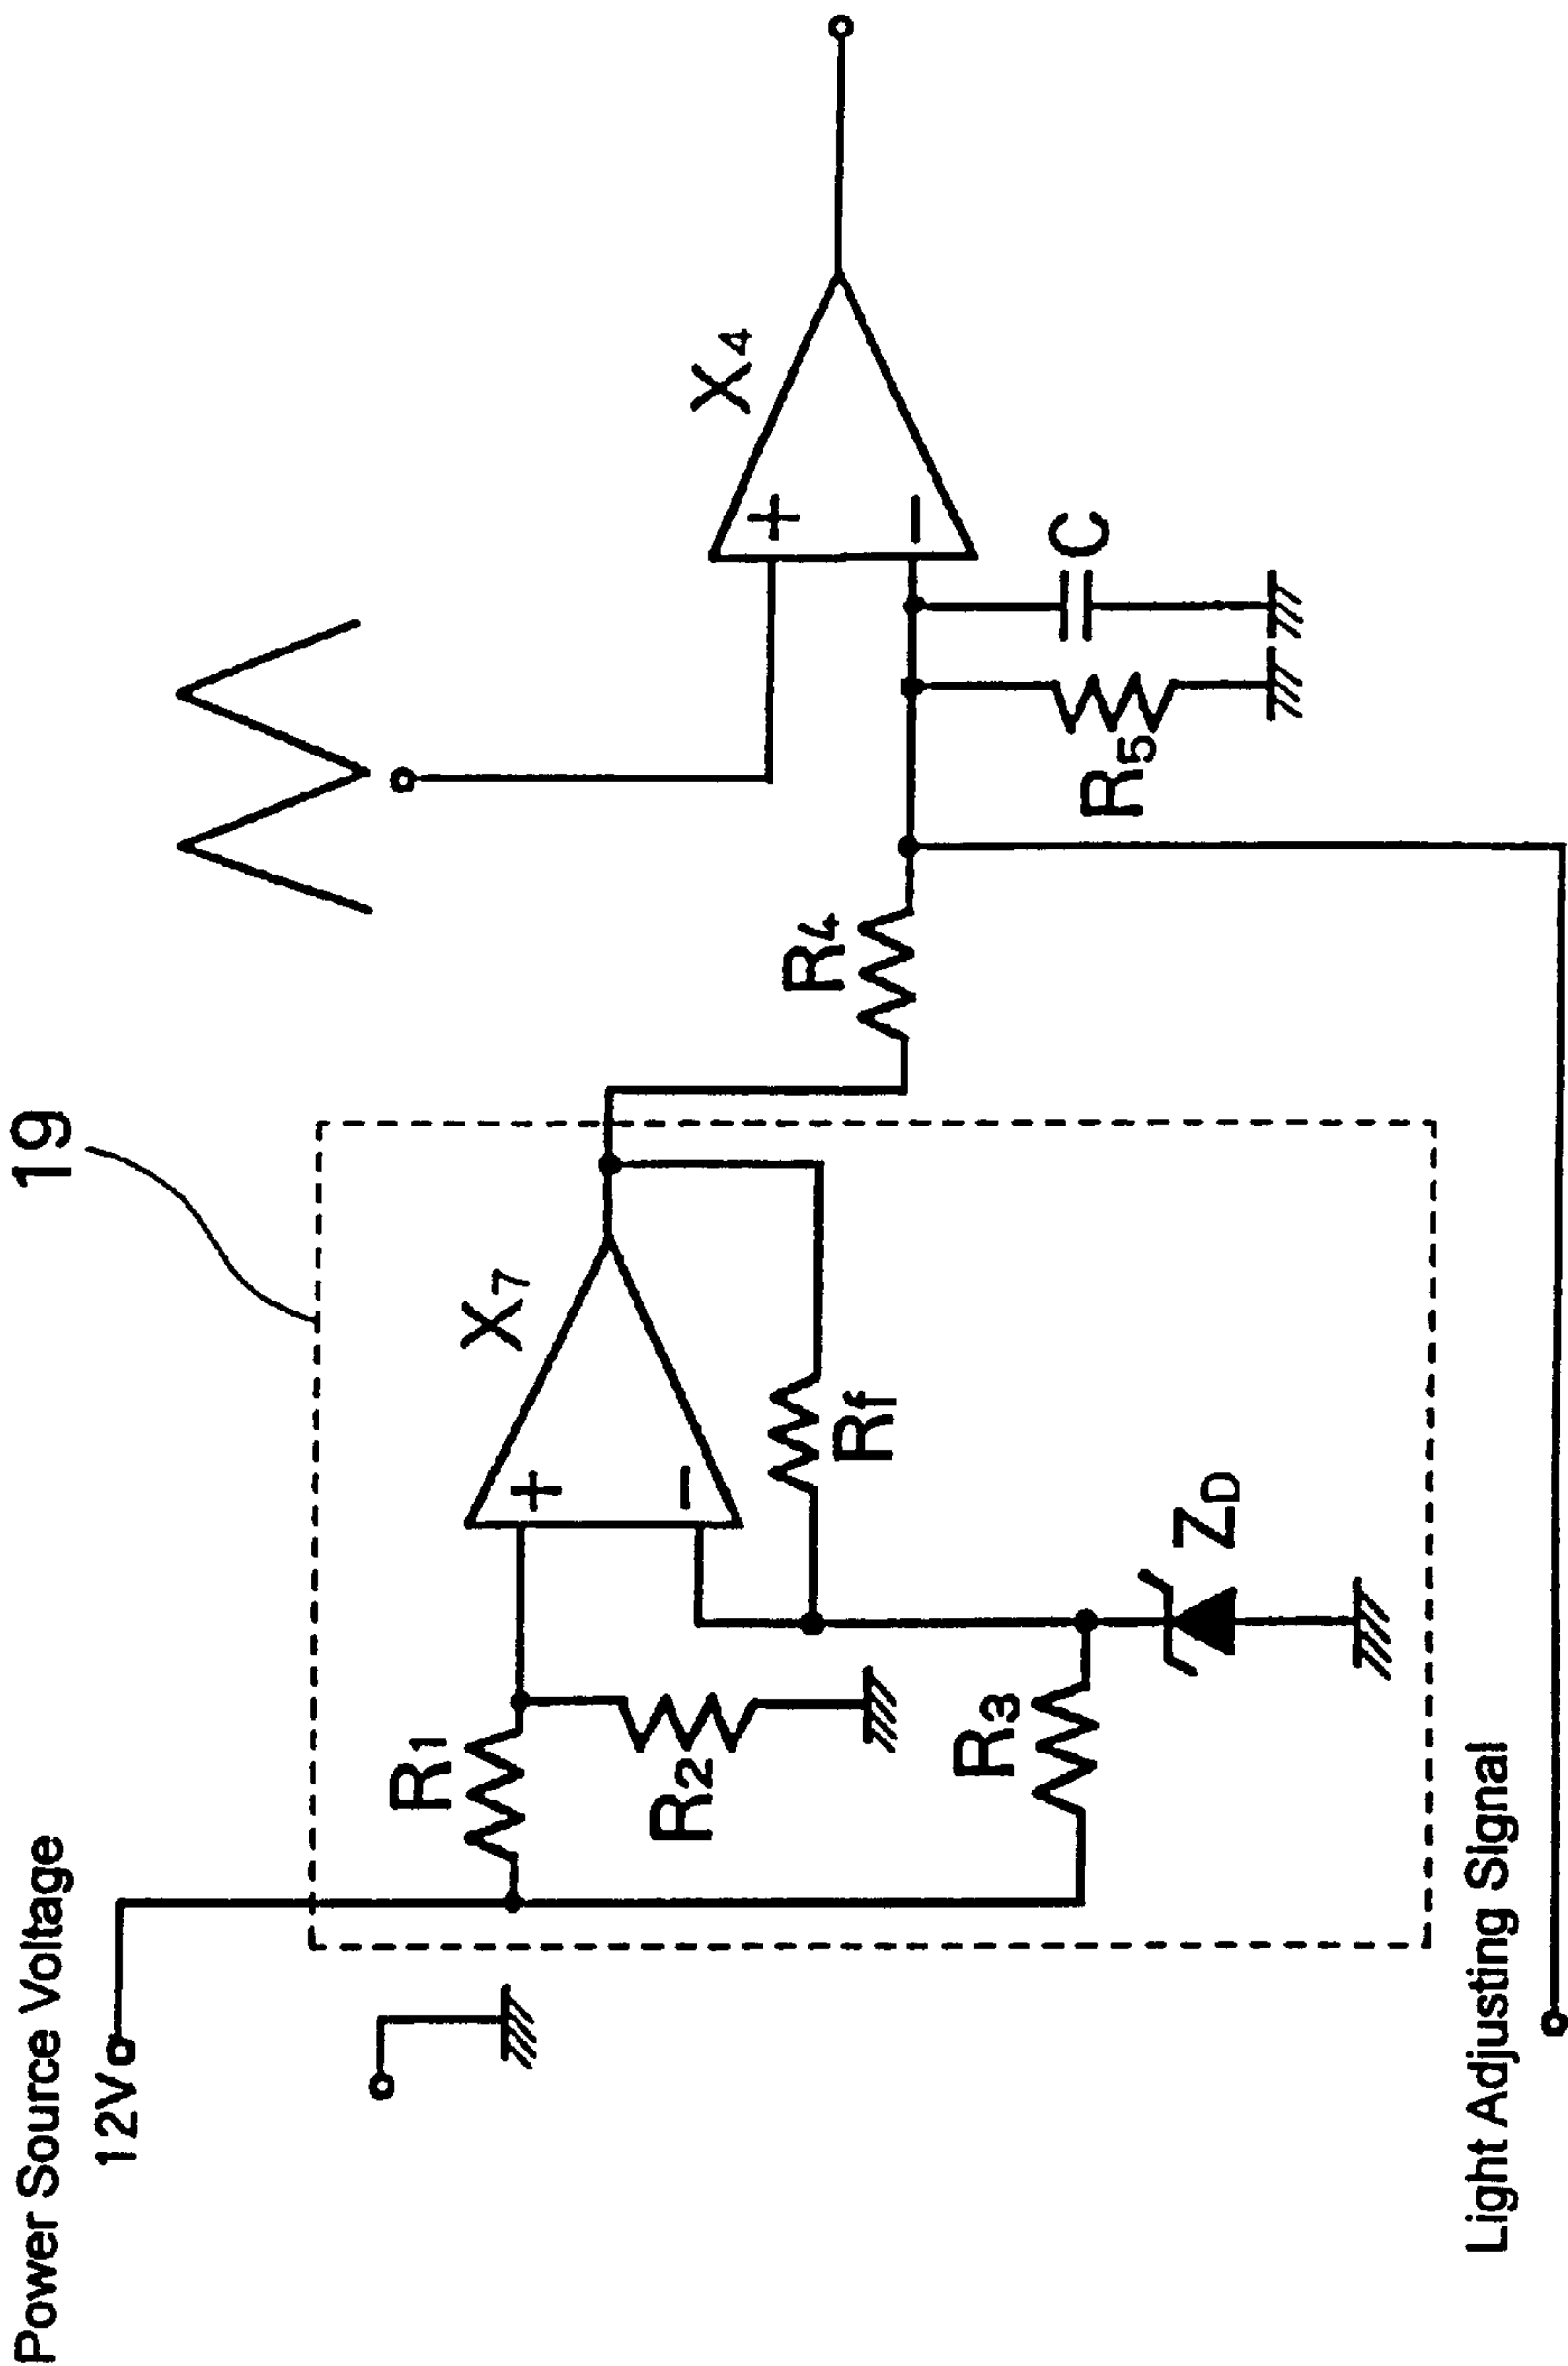 Power Source Voltage
12V
19
R1
R2
R3
X7
+
−
Rf
ZD
R4
R5
C
X4
+
−
Light Adjusting Signal